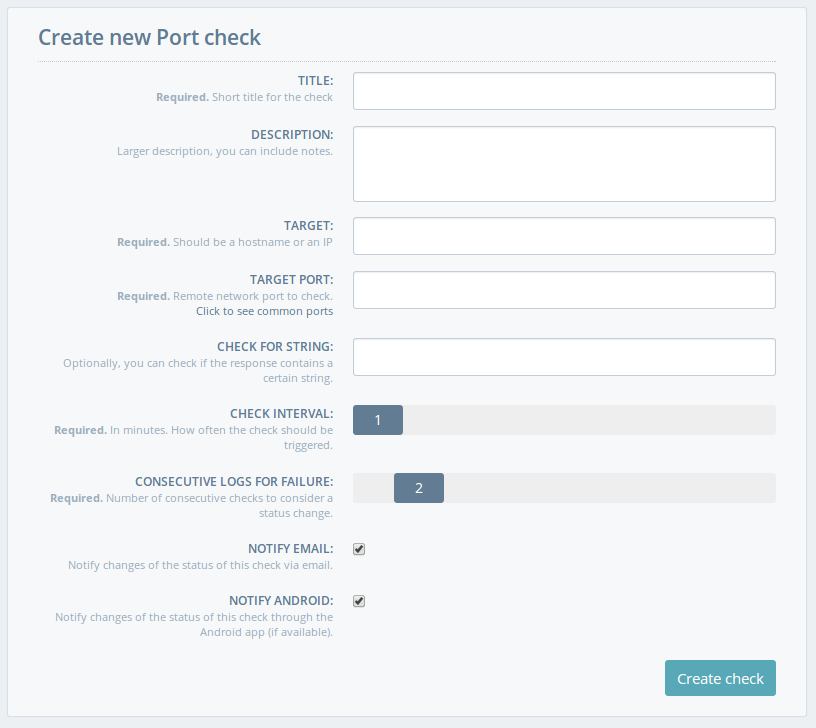 Create new Port check
TITLE:
Required. Short title for the check
DESCRIPTION:
Larger description, you can include notes.
TARGET:
Required. Should be a hostname or an IP
TARGET PORT:
Required. Remote network port to check.
Click to see common ports
CHECK FOR STRING:
Optionally, you can check if the response contains a
certain string.
CHECK INTERVAL:
1
Required. In minutes. How often the check should be
triggered.
CONSECUTIVE LOGS FOR FAILURE:
2
Required. Number of consecutive checks to consider a
status change.
NOTIFY EMAIL:
Notify changes of the status of this check via email.
NOTIFY ANDROID:
Notify changes of the status of this check through the
Android app (if available).
Create check